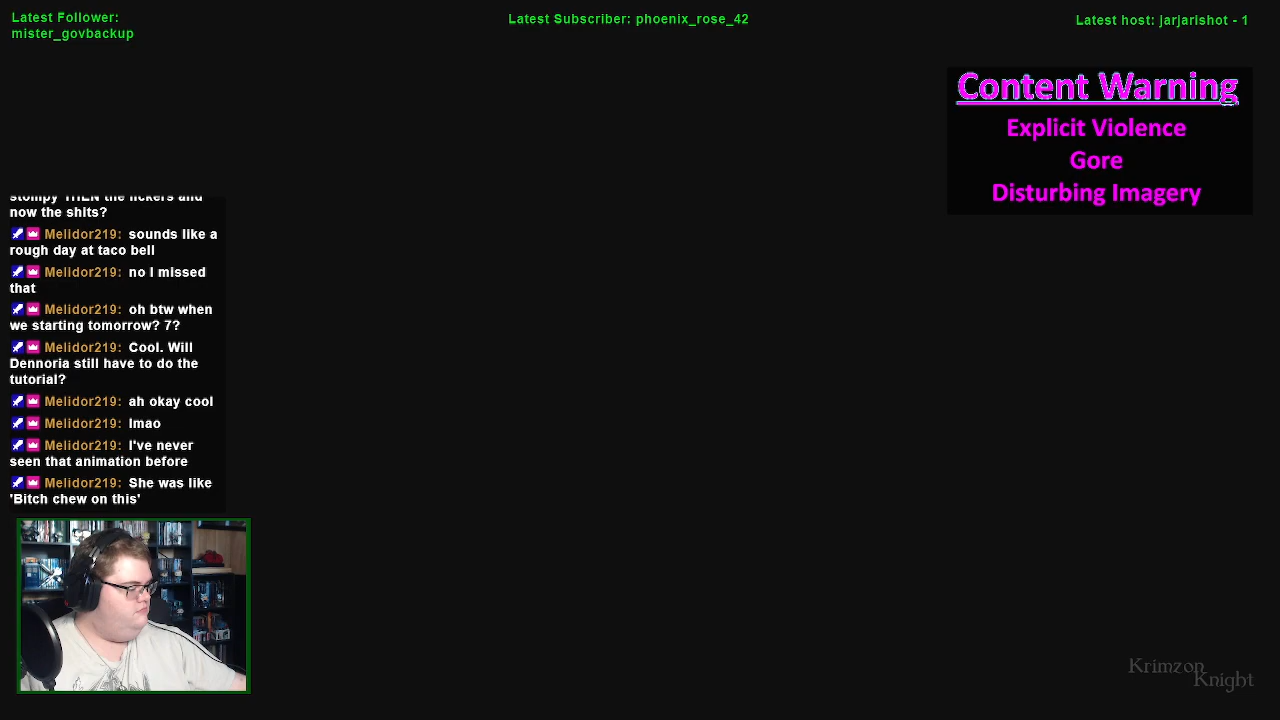 Latest Follower:
mister_govbackup
Latest Subscriber: phoenix_rose_42
Latest host: jarjarishot - 1
Content Warning
Explicit Violence
Gore
Disturbing Imagery
stompy THEN the lickers and
now the shits?
Melidor219: sounds like a
rough day at taco bell
Melidor219: no I missed
that
Melidor219: oh btw when
we starting tomorrow? 7?
Melidor219: Cool. Will
Dennoria still have to do the
tutorial?
Melidor219: ah okay cool
Melidor219: lmao
Melidor219: I've never
seen that animation before
Melidor219: She was like
'Bitch chew on this'
Krimzon
Knight